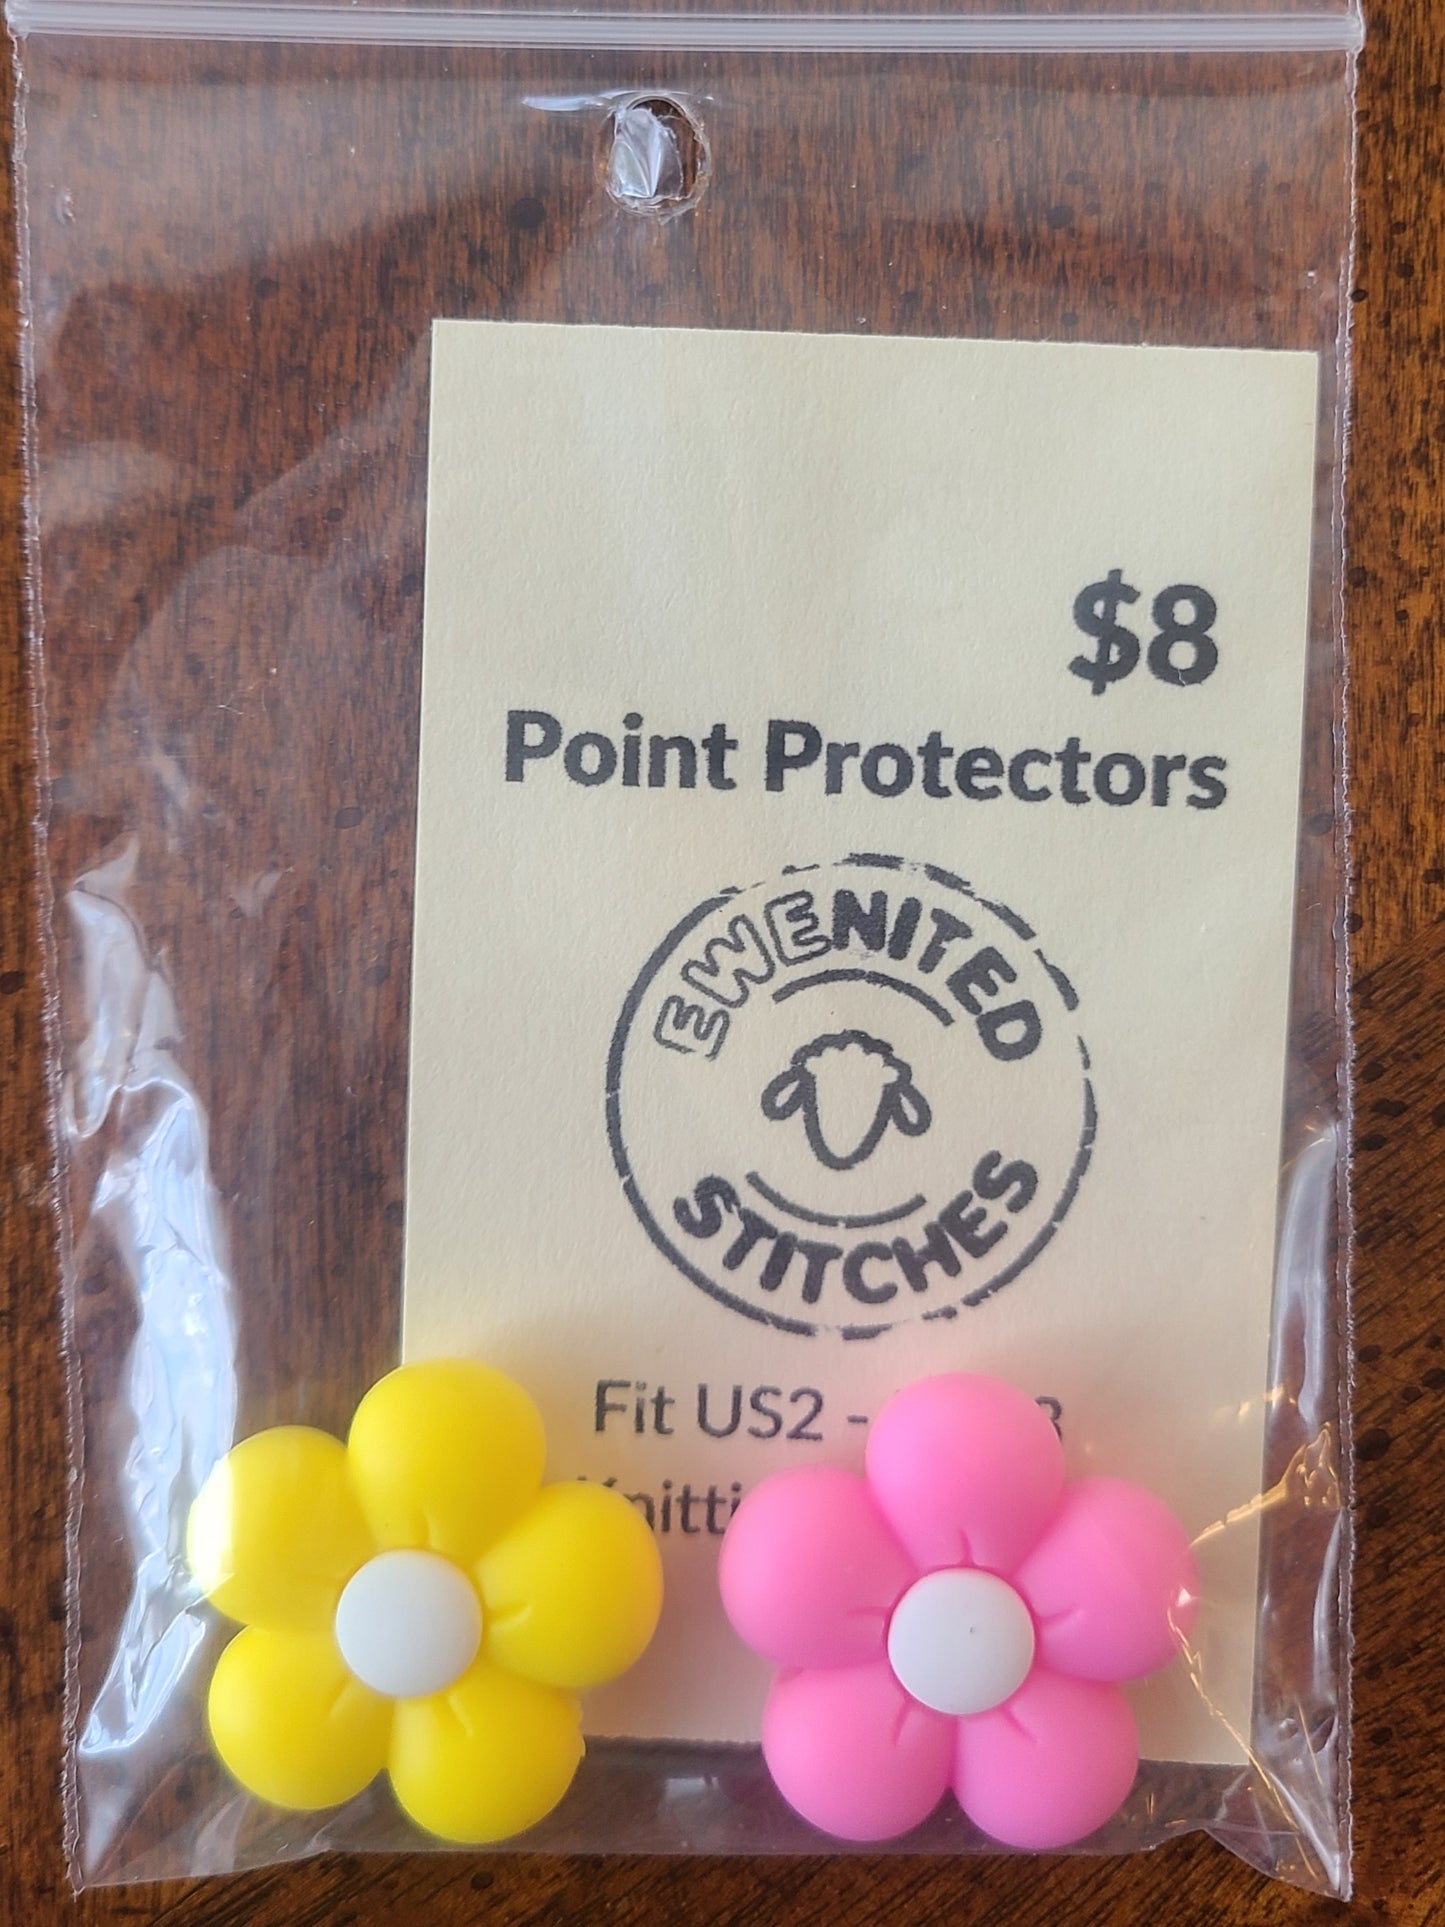 $8
Point Protectors
EWENITED
STITCHES
Fit US2 -